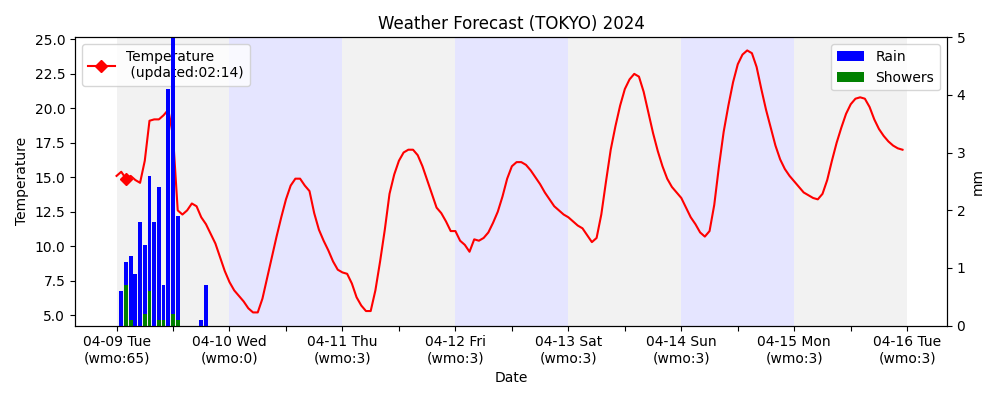 Weather Forecast (TOKYO) 2024
Temperature
(updated:02:14)
Rain
Showers
Temperature
25.0
22.5
20.0
17.5
15.0
12.5
10.0
7.5
5.0
5
4
3
2
1
0
mm
04-09 Tue
(wmo:65)
04-10 Wed
(wmo:0)
04-11 Thu
(wmo:3)
04-12 Fri
(wmo:3)
04-13 Sat
(wmo:3)
04-14 Sun
(wmo:3)
04-15 Mon
(wmo:3)
04-16 Tue
(wmo:3)
Date